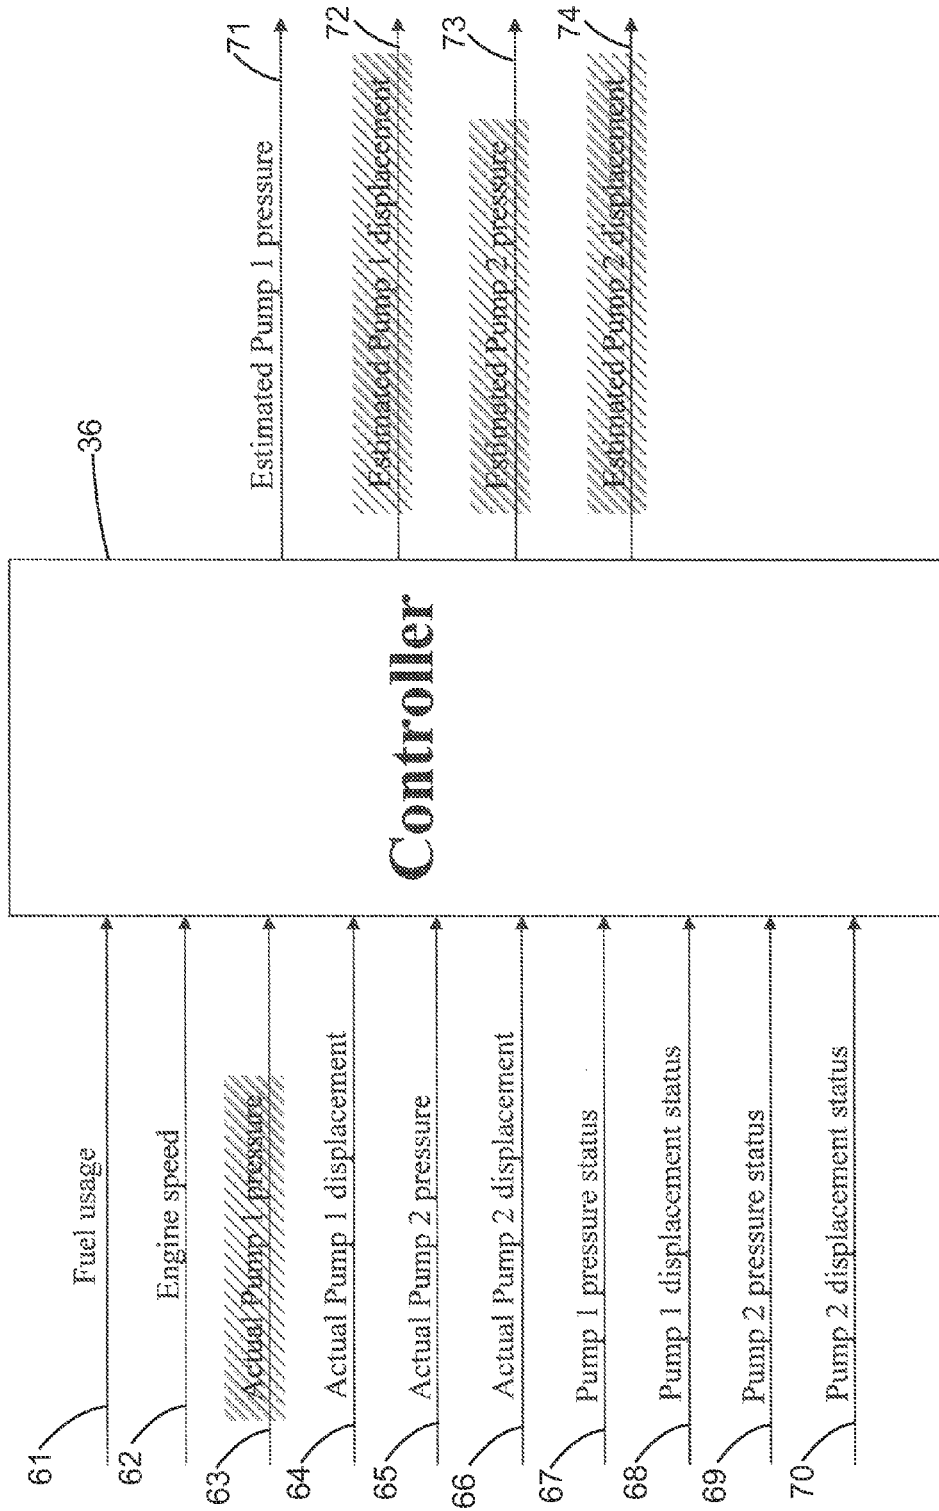 61
Fuel usage
62
Engine speed
63
Actual Pump 1 pressure
64
Actual Pump 1 displacement
65
Actual Pump 2 pressure
66
Actual Pump 2 displacement
67
Pump 1 pressure status
68
Pump 1 displacement status
69
Pump 2 pressure status
70
Pump 2 displacement status
Controller
36
Estimated Pump 1 pressure
71
Estimated Pump 1 displacement
72
Estimated Pump 2 pressure
73
Estimated Pump 2 displacement
74